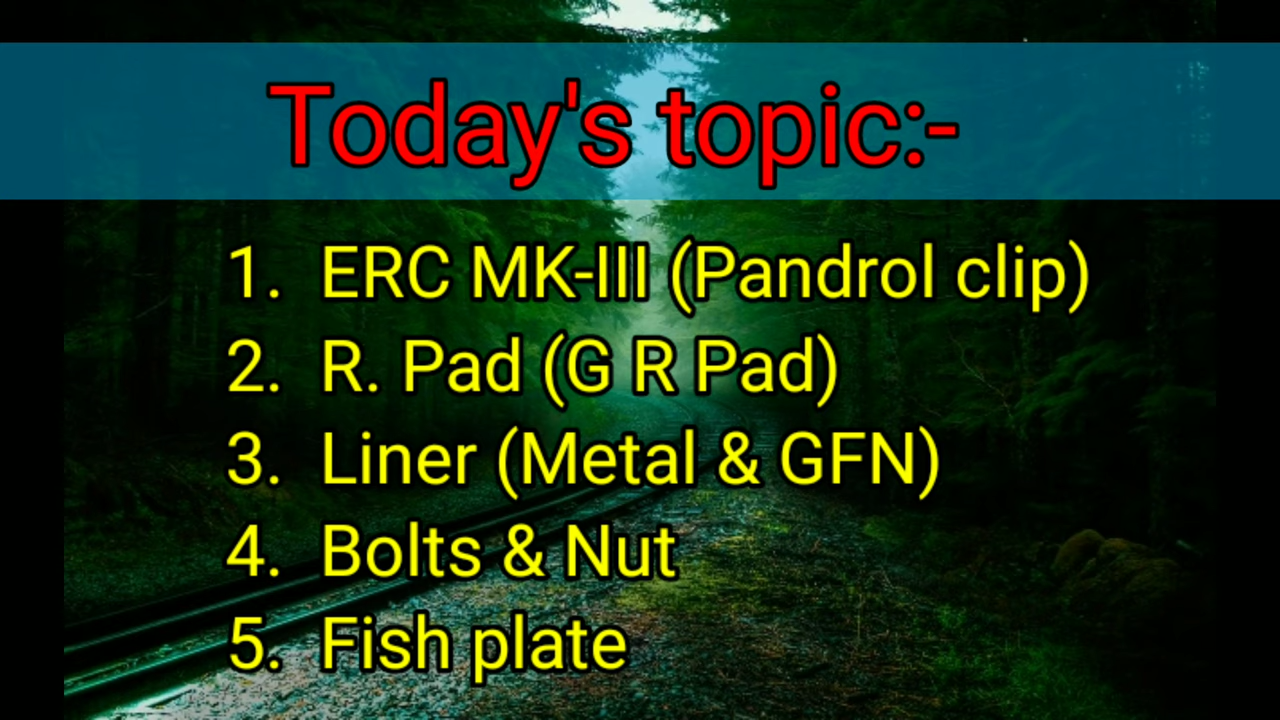 Today's topic:-
1. ERC MK-III (Pandrol clip)
2. R. Pad (G R Pad)
3. Liner (Metal & GFN)
4. Bolts & Nut
5. Fish plate